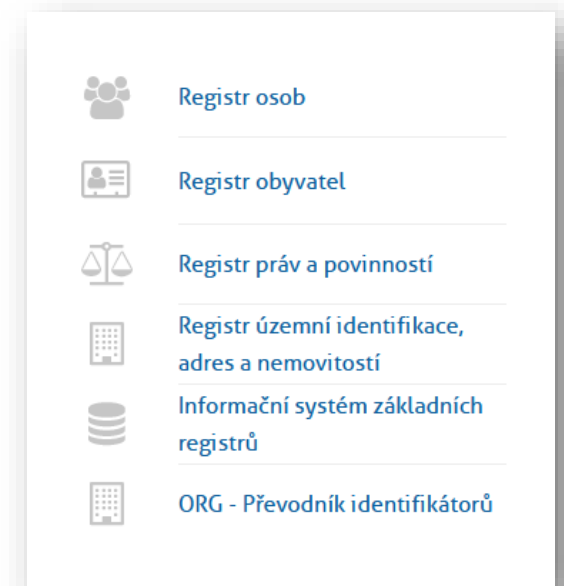 Registr osob
Registr obyvatel
Registr práv a povinností
Registr územní identifikace,
adres a nemovitostí
Informační systém základních
registrů
ORG - Převodník identifikátorů